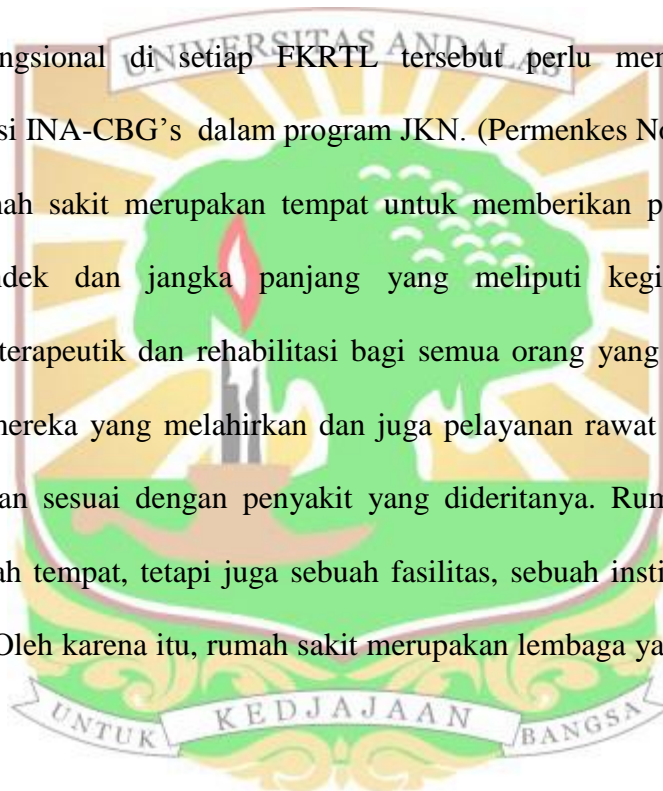 UNIVERSITAS ANDALAS
ngsional di setiap FKRTL tersebut perlu men
si INA-CBG’s dalam program JKN. (Permenkes No
nah sakit merupakan tempat untuk memberikan p
ndek dan jangka panjang yang meliputi kegi
terapeutik dan rehabilitasi bagi semua orang yang
mereka yang melahirkan dan juga pelayanan rawat
an sesuai dengan penyakit yang dideritanya. Run
ah tempat, tetapi juga sebuah fasilitas, sebuah insti
Oleh karena itu, rumah sakit merupakan lembaga ya
UNTUK KEDJAJAAN BANGSA